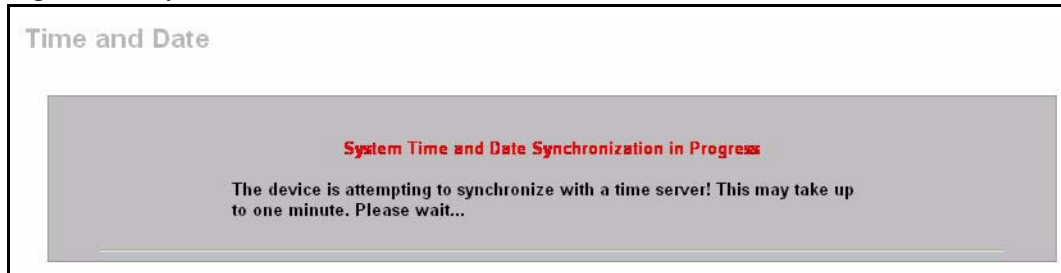 Time and Date
System Time and Date Synchronization in Progress
The device is attempting to synchronize with a time server! This may take up
to one minute. Please wait...